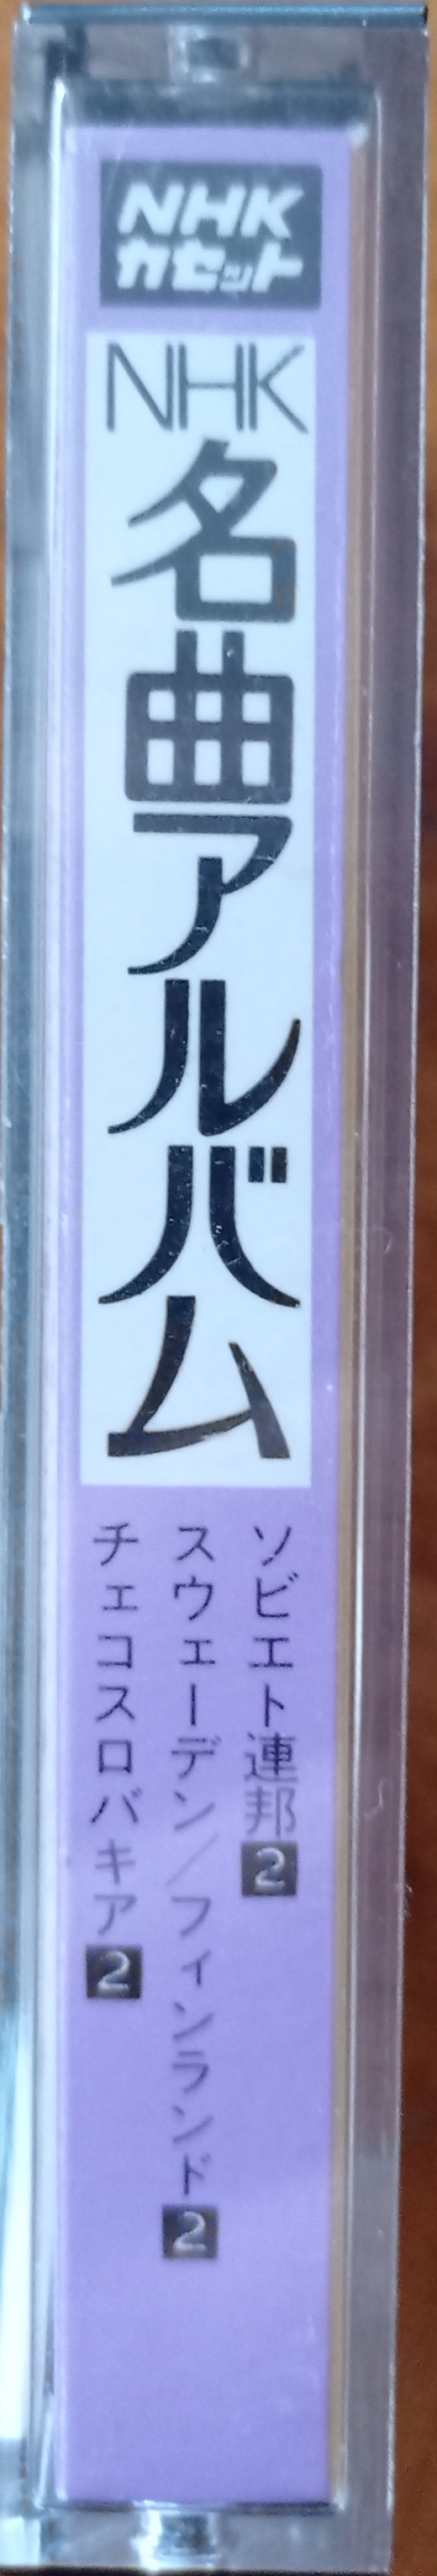 NHK
カセット
NHK
名曲アルバム
ソビエト連邦2
スウェーデン/フィンランド2
チェコスロバキア2